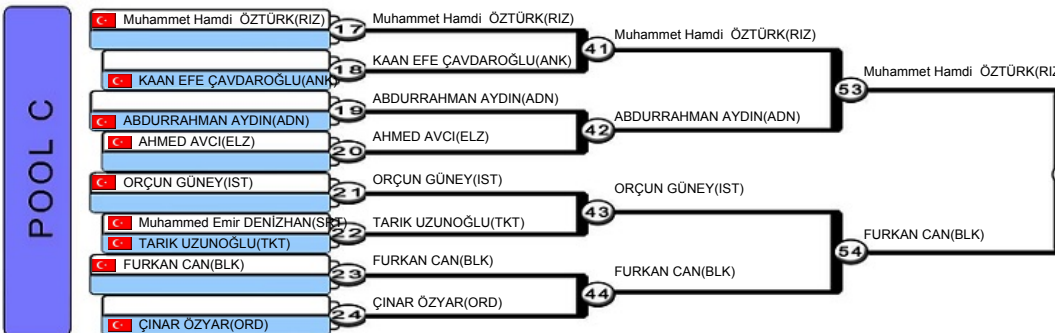 POOL C
Muhammet Hamdi ÖZTÜRK(RIZ)
17
Muhammet Hamdi ÖZTÜRK(RIZ)
KAAN EFE ÇAVDAROĞLU(ANK
18
KAAN EFE ÇAVDAROĞLU(ANK)
41
Muhammet Hamdi ÖZTÜRK(RIZ)
ABDURRAHMAN AYDIN(ADN)
19
ABDURRAHMAN AYDIN(ADN)
AHMED AVCI(ELZ)
20
AHMED AVCI(ELZ)
42
ABDURRAHMAN AYDIN(ADN)
53
Muhammet Hamdi ÖZTÜRK(RIZ
ORÇUN GÜNEY(IST)
21
ORÇUN GÜNEY(IST)
Muhammed Emir DENİZHAN(SRT)
TARIK UZUNOĞLU(TKT)
22
TARIK UZUNOĞLU(TKT)
43
ORÇUN GÜNEY(IST)
FURKAN CAN(BLK)
23
FURKAN CAN(BLK)
ÇINAR ÖZYAR(ORD)
24
ÇINAR ÖZYAR(ORD)
44
FURKAN CAN(BLK)
54
FURKAN CAN(BLK)